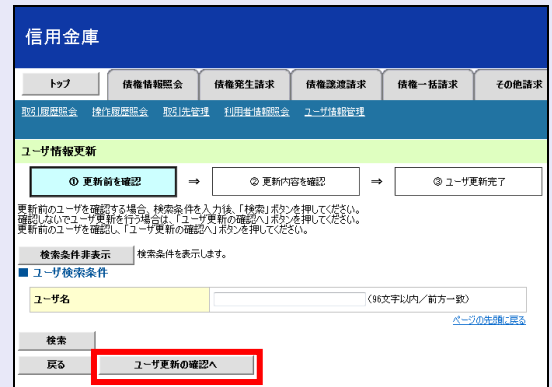 信用金庫
トップ 債権情報照会 債権発生請求 債権譲渡請求 債権一括請求 その他請求
取引履歴照会 操作履歴照会 取引先管理 利用者情報照会 ユーザ情報管理
ユーザ情報更新
① 更新前を確認 ⇒ ② 更新内容を確認 ⇒ ③ ユーザ更新完了
更新前のユーザを確認する場合、検索条件を入力後、「検索」ボタンを押してください。
確認しないでユーザ更新を行う場合は、「ユーザ更新の確認へ」ボタンを押してください。
更新前のユーザを確認し、「ユーザ更新の確認へ」ボタンを押してください。
検索条件非表示 検索条件を表示します。
■ ユーザ検索条件
ユーザ名 (96文字以内/前方一致)
ページの先頭に戻る
検索
戻る ユーザ更新の確認へ